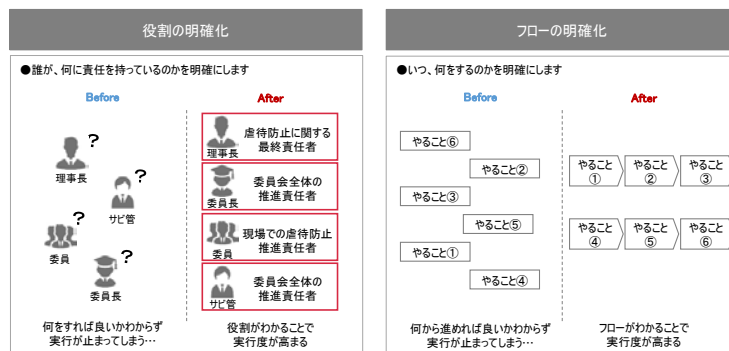 役割の明確化
●誰が、何に責任を持っているのかを明確にします
Before
After
?
理事長
?
サビ管
?
委員
?
委員長
理事長
虐待防止に関する
最終責任者
委員長
委員会全体の
推進責任者
委員
現場での虐待防止
推進責任者
サビ管
委員会全体の
推進責任者
何をすれば良いかわからず
実行が止まってしまう…
役割がわかることで
実行度が高まる
フローの明確化
●いつ、何をするのかを明確にします
Before
After
やること⑥
やること②
やること③
やること⑤
やること①
やること④
やること
①
やること
②
やること
③
やること
④
やること
⑤
やること
⑥
何から進めれば良いかわからず
実行が止まってしまう…
フローがわかることで
実行度が高まる